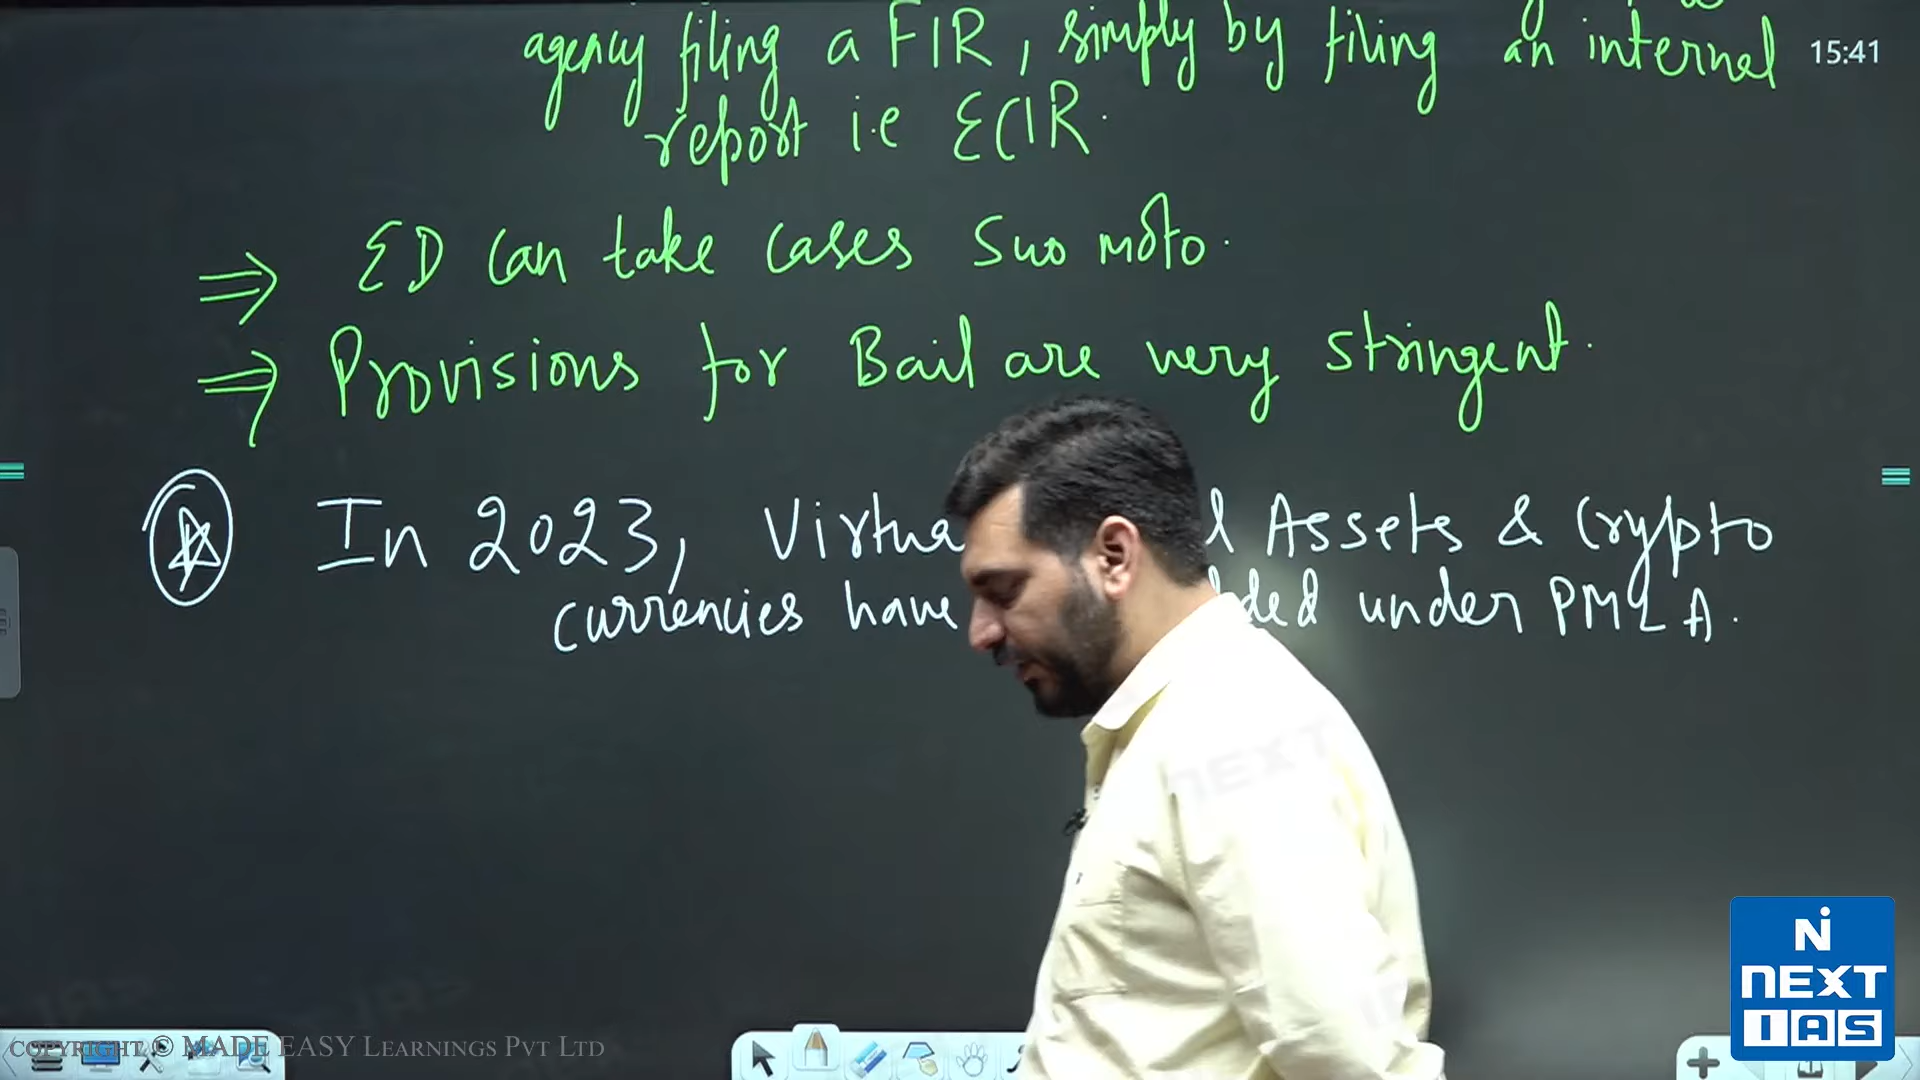 agency filing a FIR, simply by filing an internal
15:41
report i.e ECIR.
⇒ ED can take cases Suo moto.
⇒ Provisions for Bail are very stringent.
In 2023, Assets & Crypto
currencies have under PMLA.
NEXT
IAS
COPYRIGHT © MADE EASY LEARNINGS PVT LTD